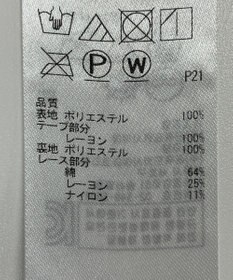 P W
P21
品質
表地 ポリエステル 100%
テープ部分
レーヨン 100%
裏地 ポリエステル 100%
レース部分
綿 64%
レーヨン 25%
ナイロン 11%